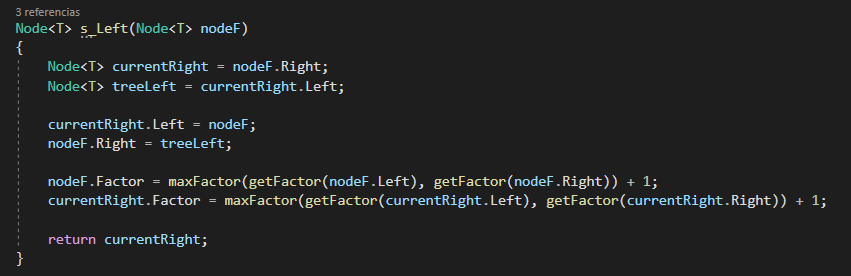 3 referencias
Node<T> s_Left(Node<T> nodeF)
{
    Node<T> currentRight = nodeF.Right;
    Node<T> treeLeft = currentRight.Left;

    currentRight.Left = nodeF;
    nodeF.Right = treeLeft;

    nodeF.Factor = maxFactor(getFactor(nodeF.Left), getFactor(nodeF.Right)) + 1;
    currentRight.Factor = maxFactor(getFactor(currentRight.Left), getFactor(currentRight.Right)) + 1;

    return currentRight;
}